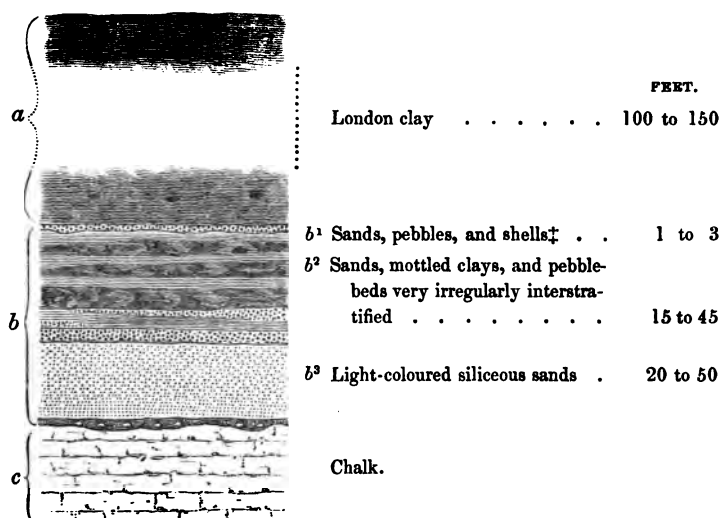 FEET.
a London clay . . . . . . 100 to 150
b¹ Sands, pebbles, and shells‡ . . 1 to 3
b² Sands, mottled clays, and pebble-
beds very irregularly interstra-
tified . . . . . . . . 15 to 45
b
b³ Light-coloured siliceous sands . 20 to 50
c Chalk.